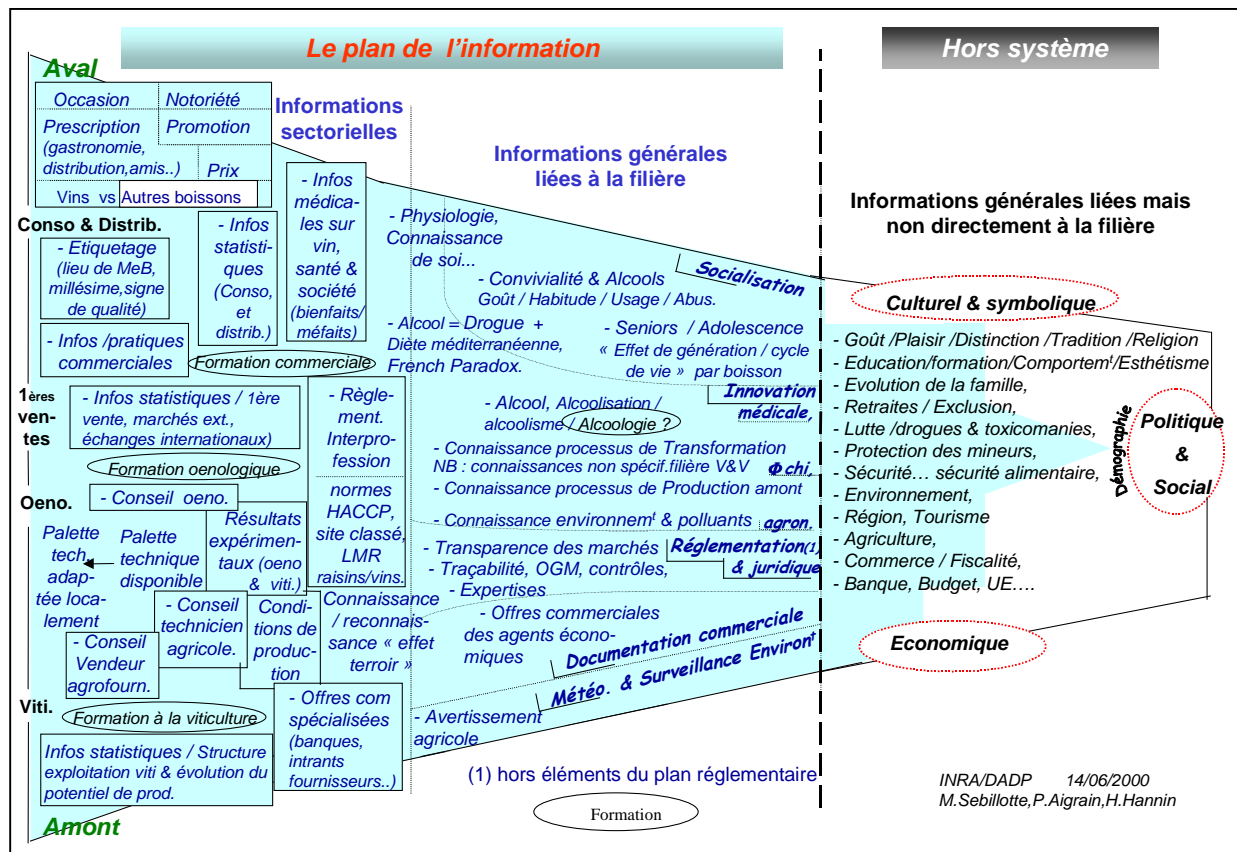 Le plan de l'information
Hors système
Aval
Occasion
Notoriété
Prescription
(gastronomie,
distribution,amis..)
Promotion
Prix
Vins vs Autres boissons
Informations
sectorielles
Informations générales
liées à la filière
Informations générales liées mais
non directement à la filière
Conso & Distrib.
- Etiquetage
(lieu de MeB,
millésime,signe
de qualité)
- Infos
statisti-
ques
(Conso,
et
distrib.)
- Infos
médica-
les sur
vin,
santé &
société
(bienfaits/
méfaits)
- Infos /pratiques
commerciales
Formation commerciale
- Physiologie,
Connaissance
de soi...
- Convivialité & Alcools
Goût / Habitude / Usage / Abus.
Socialisation
- Alcool = Drogue +
Diète méditerranéenne,
French Paradox.
- Seniors / Adolescence
« Effet de génération / cycle
de vie » par boisson
Innovation
médicale,
- Alcool, Alcoolisation /
alcoolisme / Alcoologie ?
1ères
ven-
tes
- Infos statistiques / 1ère
vente, marchés ext.,
échanges internationaux)
Formation oenologique
- Règle-
ment.
Interpro-
fession
normes
HACCP,
site classé,
LMR
raisins/vins.
- Connaissance processus de Transformation
NB : connaissances non spécif.filière V&V
Φ chi,
- Connaissance processus de Production amont
- Connaissance environnemt & polluants
agron.
- Transparence des marchés
- Traçabilité, OGM, contrôles,
- Expertises
Réglementation(1)
& juridique
Oeno.
- Conseil oeno.
Palette
tech.
adap-
tée loca-
lement
Palette
technique
disponible
Résultats
expérimen-
taux (oeno
& viti.)
- Conseil
technicien
agricole.
Condi-
tions de
produc-
tion
Connaissance
/ reconnais-
sance « effet
terroir »
- Offres commerciales
des agents écono-
miques
Documentation commerciale
Météo. & Surveillance Environt
- Conseil
Vendeur
agrofourn.
Viti.
Formation à la viticulture
- Offres com
spécialisées
(banques,
intrants
fournisseurs..)
- Avertissement
agricole
Infos statistiques / Structure
exploitation viti & évolution du
potentiel de prod.
Amont
(1) hors éléments du plan réglementaire
Formation
Culturel & symbolique
- Goût /Plaisir /Distinction /Tradition /Religion
- Education/formation/Comportemt/Esthétisme
- Evolution de la famille,
- Retraites / Exclusion,
- Lutte /drogues & toxicomanies,
- Protection des mineurs,
- Sécurité… sécurité alimentaire,
- Environnement,
- Région, Tourisme
- Agriculture,
- Commerce / Fiscalité,
- Banque, Budget, UE….
Démographie
Politique
&
Social
Economique
INRA/DADP 14/06/2000
M.Sebillotte,P.Aigrain,H.Hannin